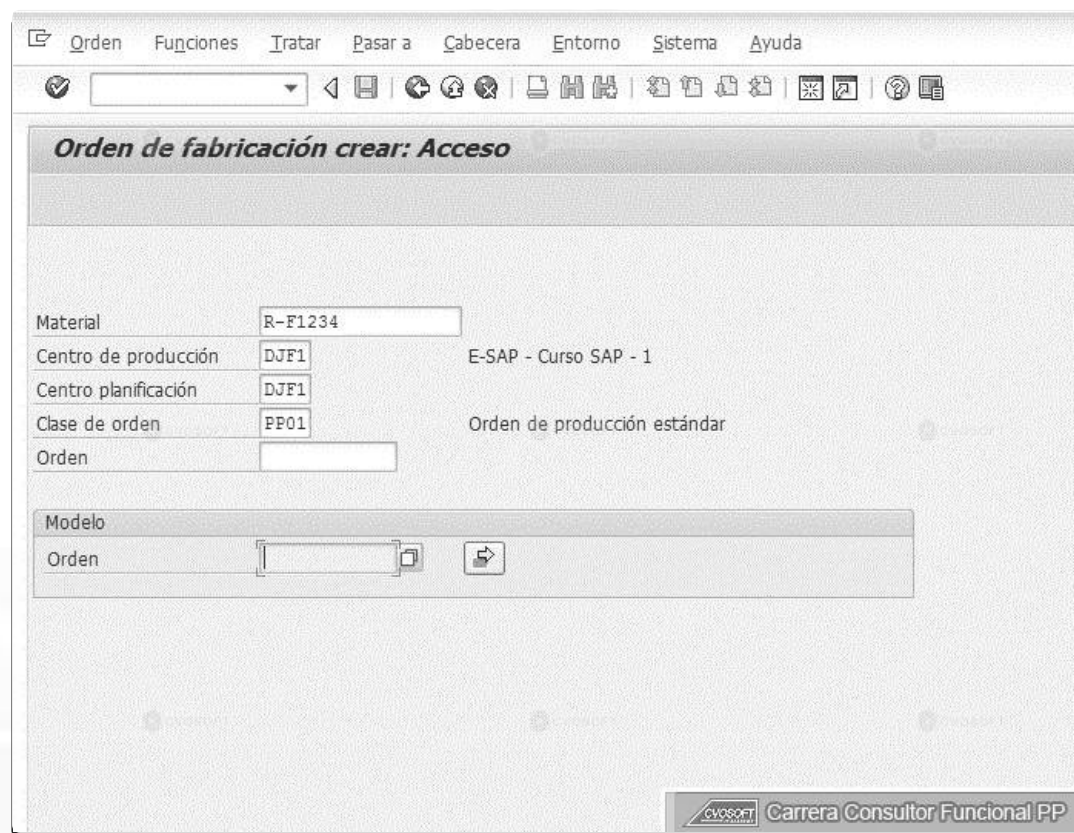 Orden Funciones Tratar Pasar a Cabecera Entorno Sistema Ayuda
Orden de fabricación crear: Acceso
Material R-F1234
Centro de producción DJF1 E-SAP - Curso SAP - 1
Centro planificación DJF1
Clase de orden PP01 Orden de producción estándar
Orden
Modelo
Orden
CVOSOFT Carrera Consultor Funcional PP